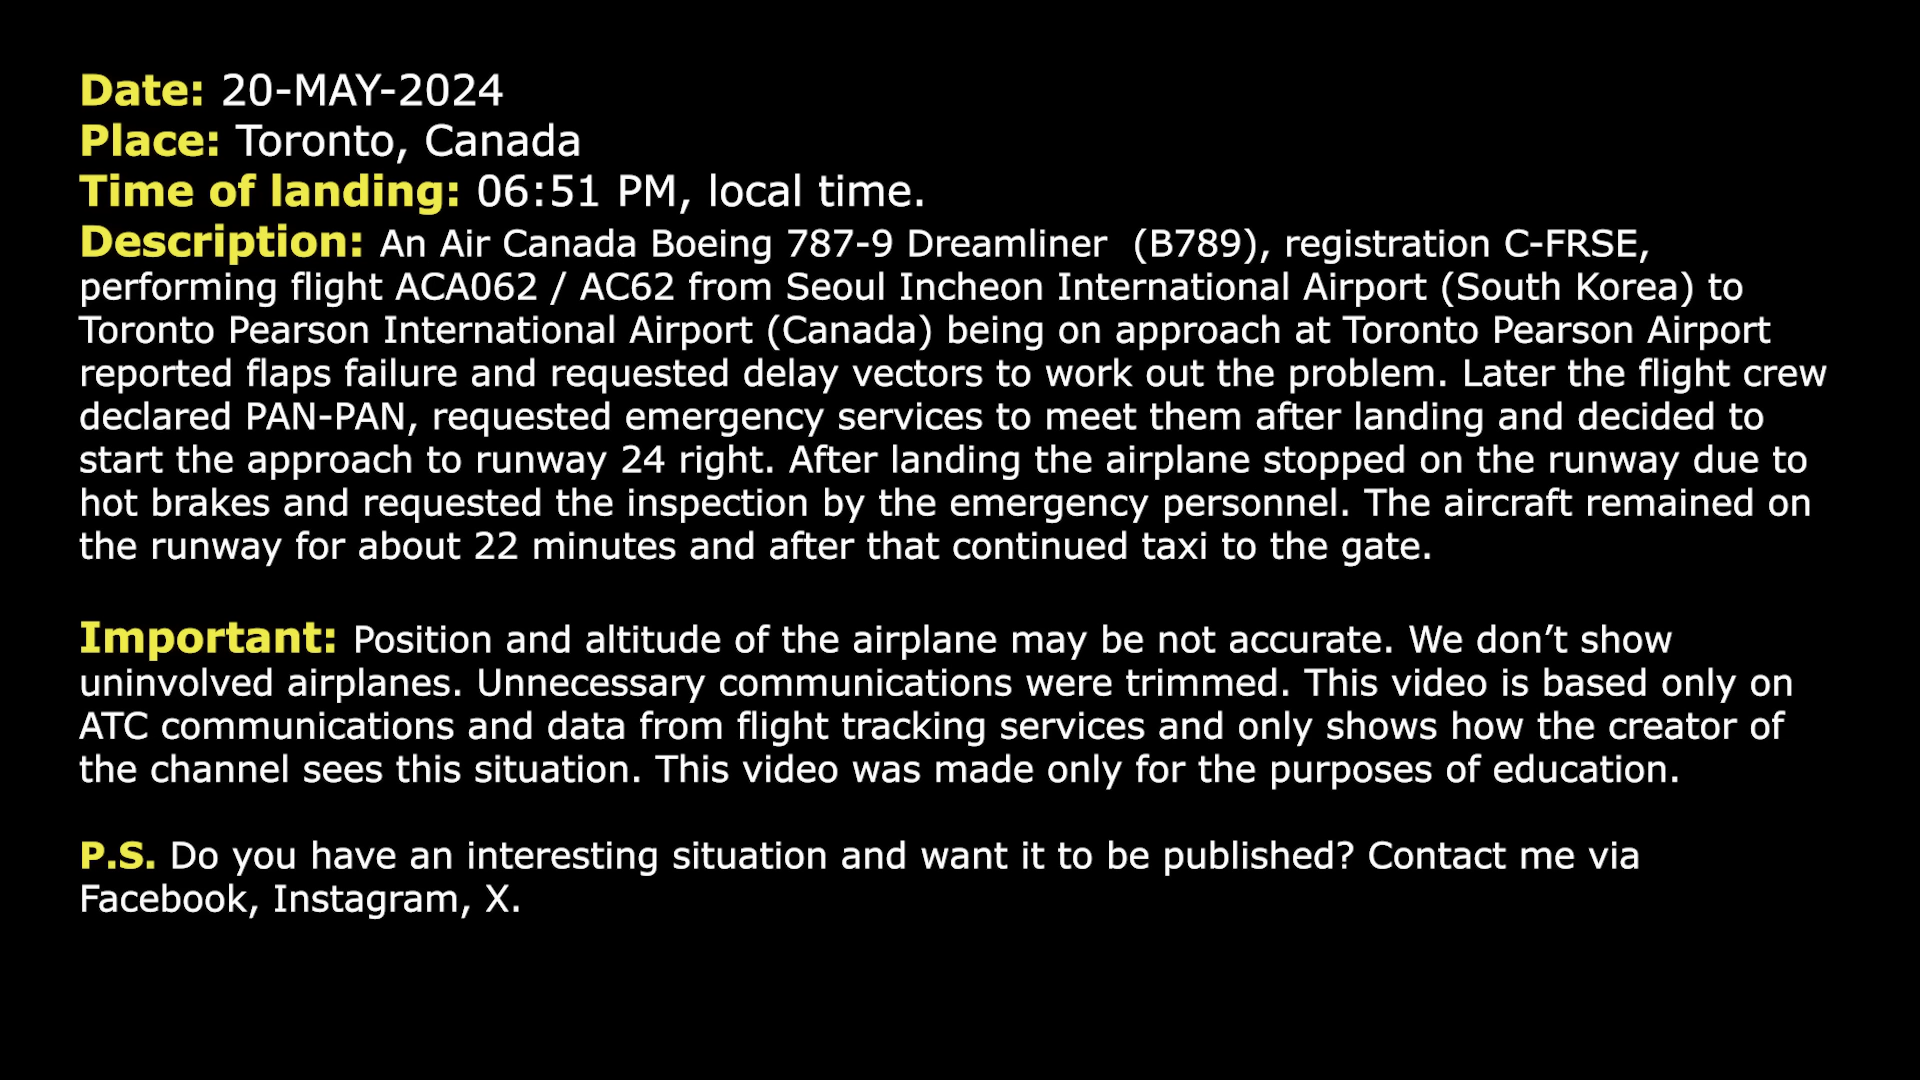 Date: 20-MAY-2024
Place: Toronto, Canada
Time of landing: 06:51 PM, local time.
Description: An Air Canada Boeing 787-9 Dreamliner  (B789), registration C-FRSE,
performing flight ACA062 / AC62 from Seoul Incheon International Airport (South Korea) to
Toronto Pearson International Airport (Canada) being on approach at Toronto Pearson Airport
reported flaps failure and requested delay vectors to work out the problem. Later the flight crew
declared PAN-PAN, requested emergency services to meet them after landing and decided to
start the approach to runway 24 right. After landing the airplane stopped on the runway due to
hot brakes and requested the inspection by the emergency personnel. The aircraft remained on
the runway for about 22 minutes and after that continued taxi to the gate.
Important: Position and altitude of the airplane may be not accurate. We don’t show
uninvolved airplanes. Unnecessary communications were trimmed. This video is based only on
ATC communications and data from flight tracking services and only shows how the creator of
the channel sees this situation. This video was made only for the purposes of education.
P.S. Do you have an interesting situation and want it to be published? Contact me via
Facebook, Instagram, X.